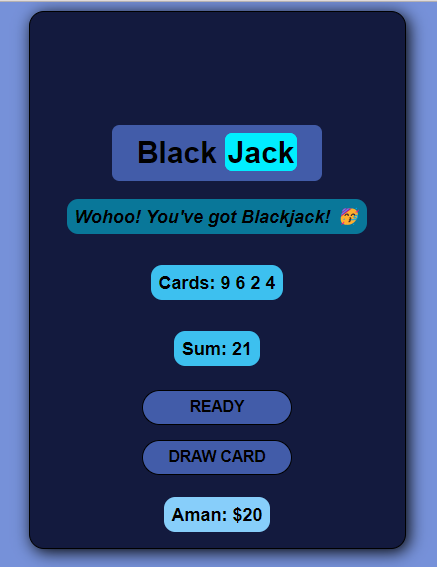 Black Jack
Wohoo! You've got Blackjack! 🥳
Cards: 9 6 2 4
Sum: 21
READY
DRAW CARD
Aman: $20